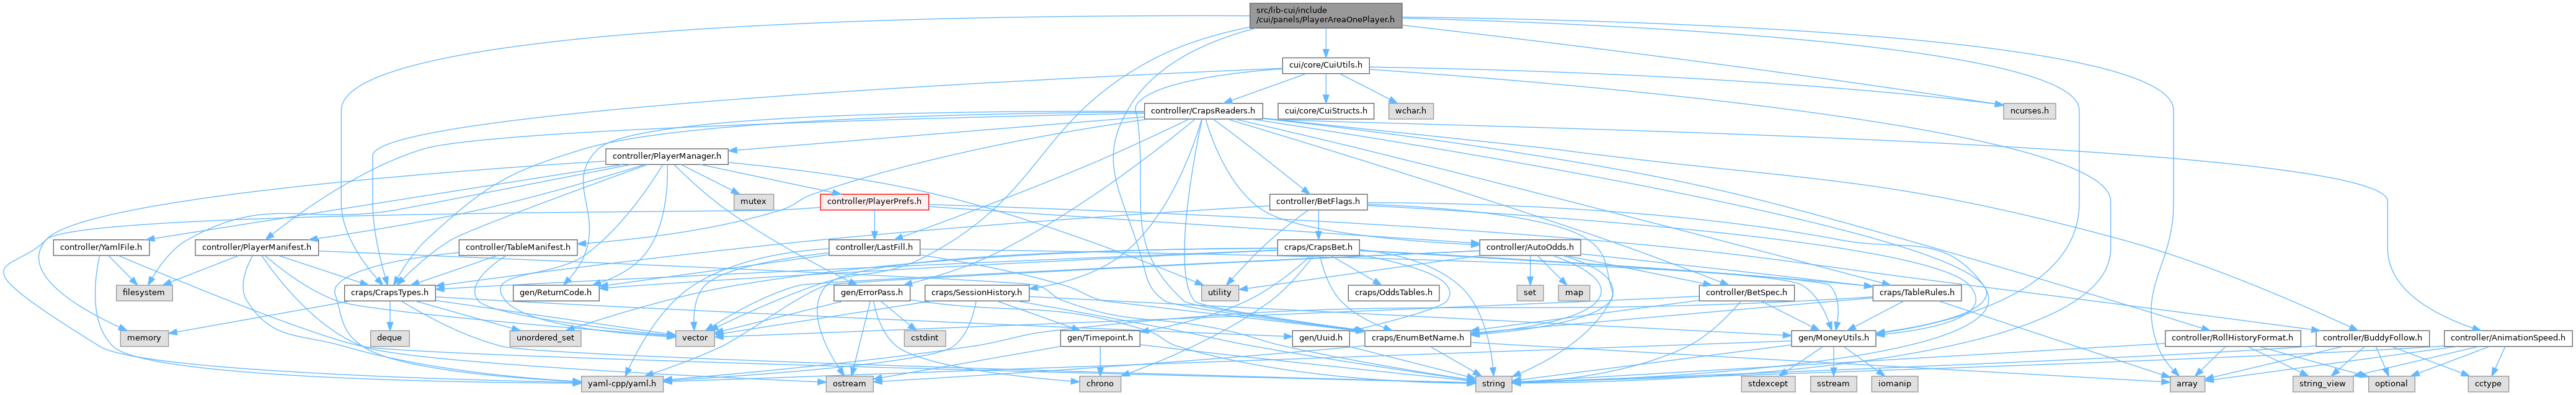 src/lib-cui/include
/cui/panels/PlayerAreaOnePlayer.h
cui/core/CuiUtils.h
controller/CrapsReaders.h
cui/core/CuiStructs.h
wchar.h
ncurses.h
controller/PlayerManager.h
mutex
controller/PlayerPrefs.h
controller/BetFlags.h
controller/YamlFile.h
controller/PlayerManifest.h
controller/TableManifest.h
controller/LastFill.h
craps/CrapsBet.h
controller/AutoOdds.h
filesystem
craps/CrapsTypes.h
gen/ReturnCode.h
gen/ErrorPass.h
craps/SessionHistory.h
utility
craps/OddsTables.h
set
map
controller/BetSpec.h
craps/TableRules.h
memory
deque
unordered_set
vector
cstdint
gen/Timepoint.h
gen/Uuid.h
craps/EnumBetName.h
gen/MoneyUtils.h
controller/RollHistoryFormat.h
controller/BuddyFollow.h
controller/AnimationSpeed.h
yaml-cpp/yaml.h
ostream
chrono
string
stdexcept
sstream
iomanip
array
string_view
optional
cctype